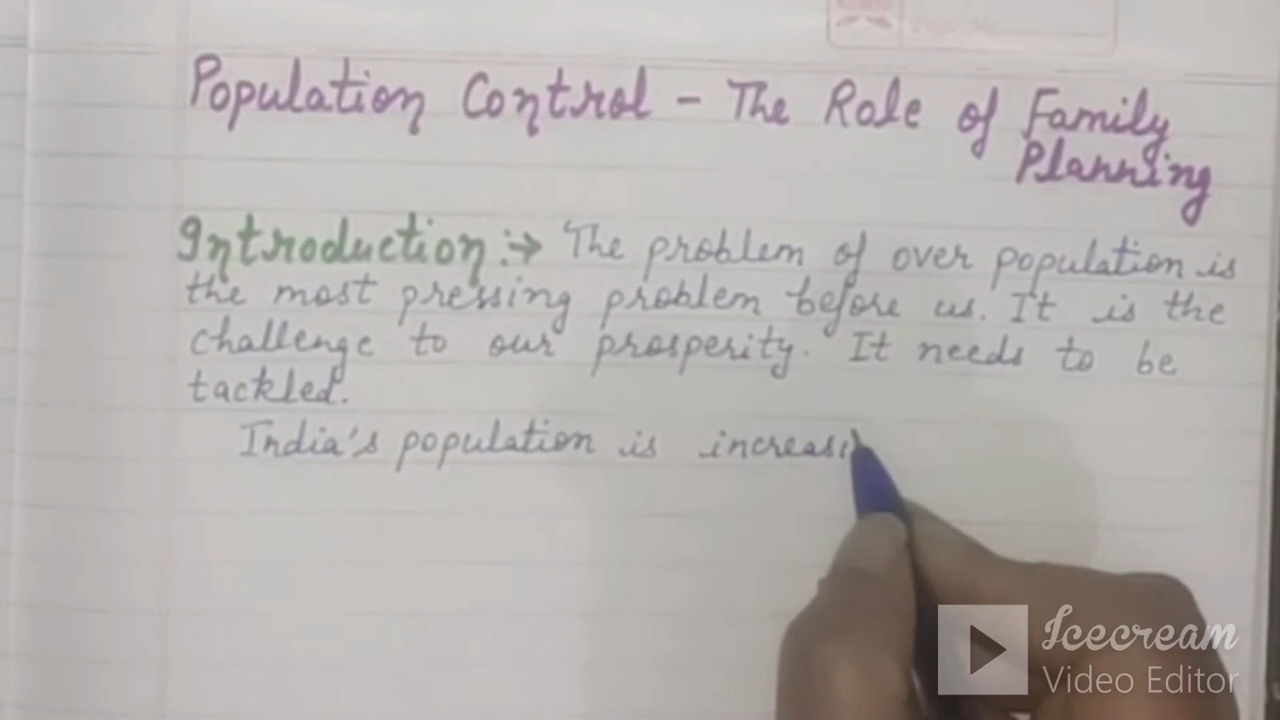 Population Control - The Role of Family
Planning
Introduction :→ The problem of over population is
the most pressing problem before us. It is the
challenge to our prosperity. It needs to be
tackled.
India's population is increasi
Icecream
Video Editor